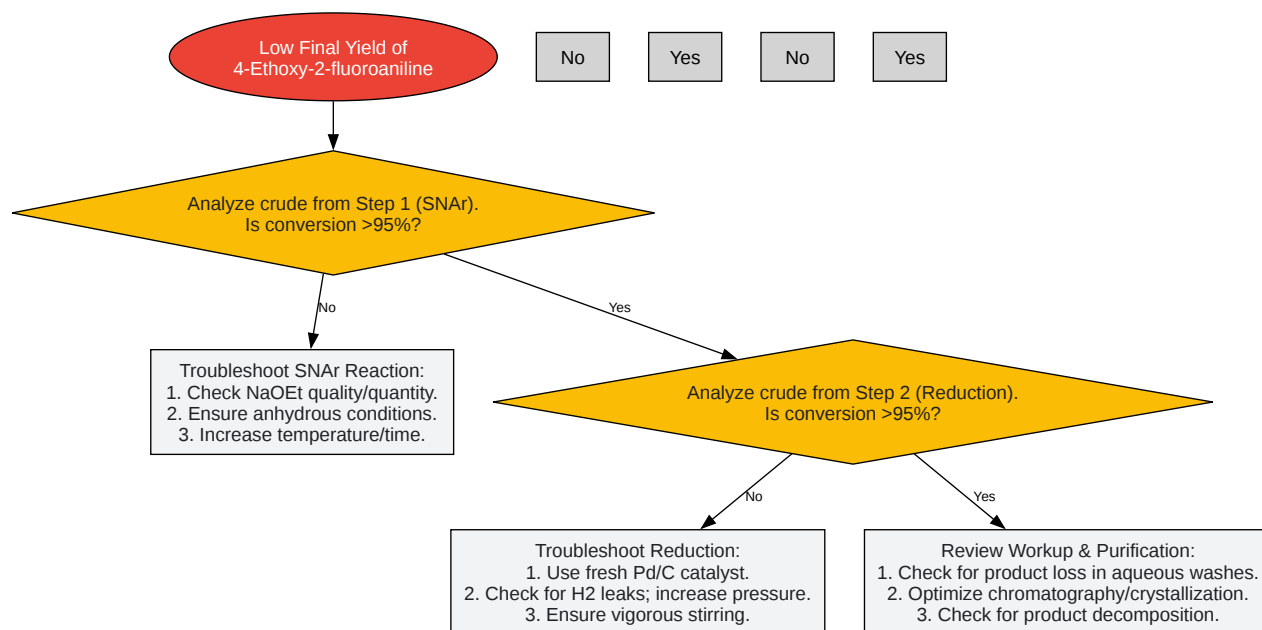 Low Final Yield of
4-Ethoxy-2-fluoroaniline
No
Yes
No
Yes
Analyze crude from Step 1 (SNAr).
Is conversion >95%?
No
Yes
Troubleshoot SNAr Reaction:
1. Check NaOEt quality/quantity.
2. Ensure anhydrous conditions.
3. Increase temperature/time.
Analyze crude from Step 2 (Reduction).
Is conversion >95%?
No
Yes
Troubleshoot Reduction:
1. Use fresh Pd/C catalyst.
2. Check for H2 leaks; increase pressure.
3. Ensure vigorous stirring.
Review Workup & Purification:
1. Check for product loss in aqueous washes.
2. Optimize chromatography/crystallization.
3. Check for product decomposition.